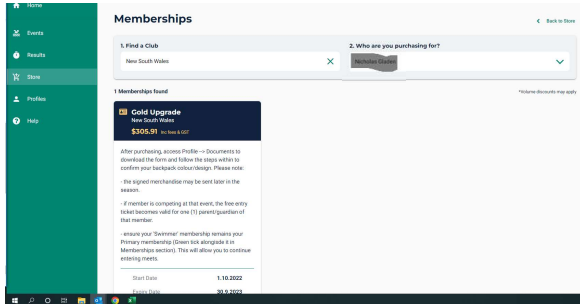 Home
Memberships
Back to Store
Events
1. Find a Club
2. Who are you purchasing for?
Results
New South Wales
Store
1 Memberships found
*Volume discounts may apply
Profiles
Gold Upgrade
New South Wales
Help
$305.91 Inc fees & GST
After purchasing, access Profile --> Documents to
download the form and follow the steps within to
confirm your backpack colour/design. Please note:
- the signed merchandise may be sent later in the
season.
- if member is competing at that event, the free entry
ticket becomes valid for one (1) parent/guardian of
that member.
- ensure your 'Swimmer' membership remains your
Primary membership (Green tick alongside it in
Memberships section). This will allow you to continue
entering meets.
Start Date 1.10.2022
Expiry Date 30.9.2023